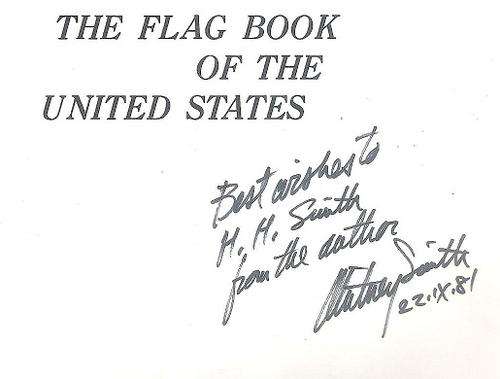 THE FLAG BOOK
OF THE
UNITED STATES
Best wishes to
H. H. Smith
from the author
Whitney Smith
22.IX.81